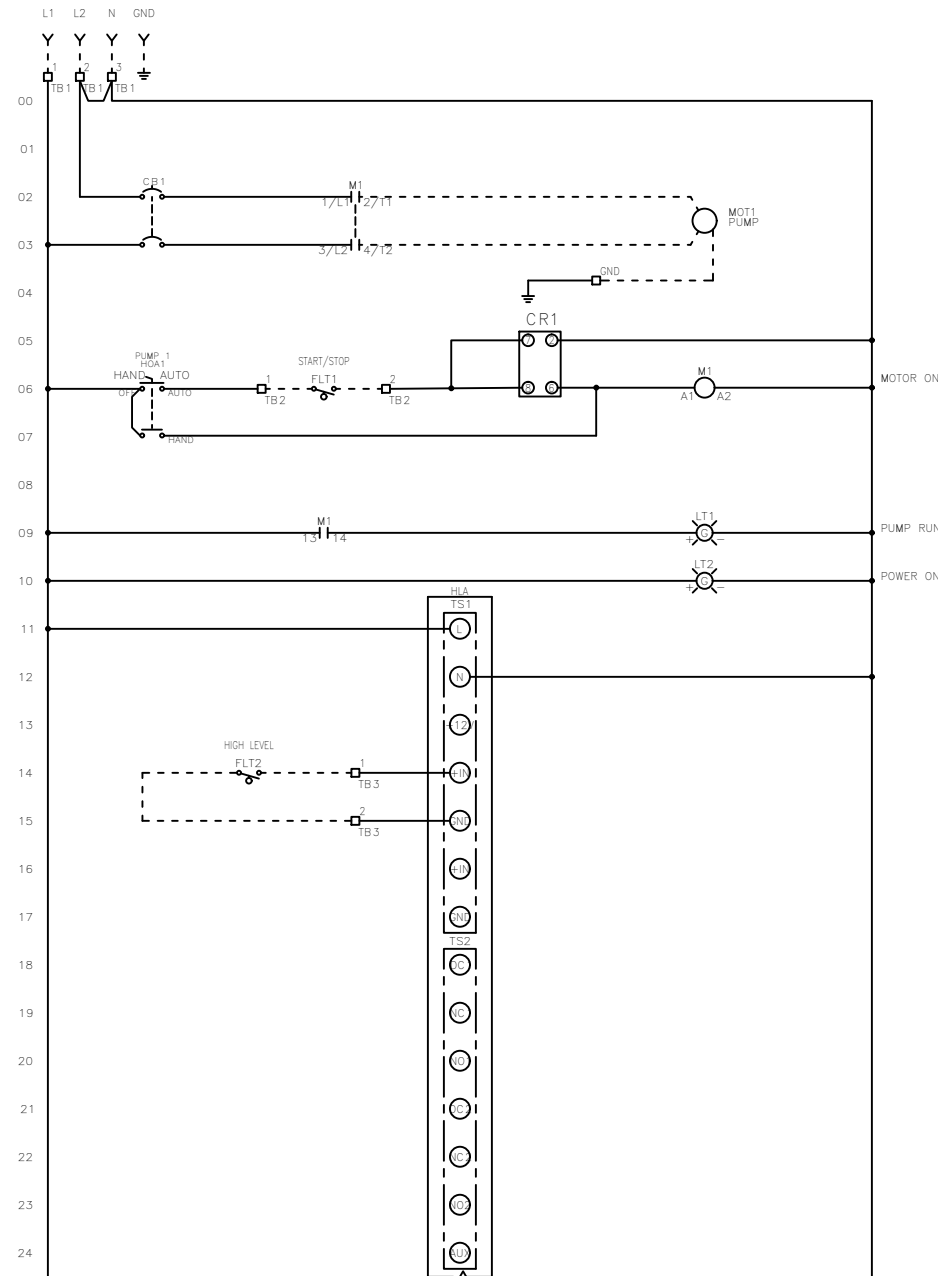 L1 L2 N GND
1 2 3
TB1 TB1 TB1
00
01
02 CB1 M1
1/L1 2/T1
MOT1
PUMP
03
3/L2 4/T2
GND
04
CR1
05 7 2
PUMP 1
HOA1
START/STOP
HAND AUTO 1 FLT1 2 M1
06 8 6 MOTOR ON
OFF AUTO TB2 TB2 A1 A2
07 HAND
08
M1 LT1
09 G PUMP RUN
13 14 + -
LT2
10 G POWER ON
+ -
HLA
TS1
11 L
12 N
13 +12V
HIGH LEVEL
FLT2 1
14 +IN
TB3
2
15 GND
TB3
16 +IN
17 GND
TS2
18
19
20 NO1
21 OC2
22 NC2
23 NO2
24 AUX